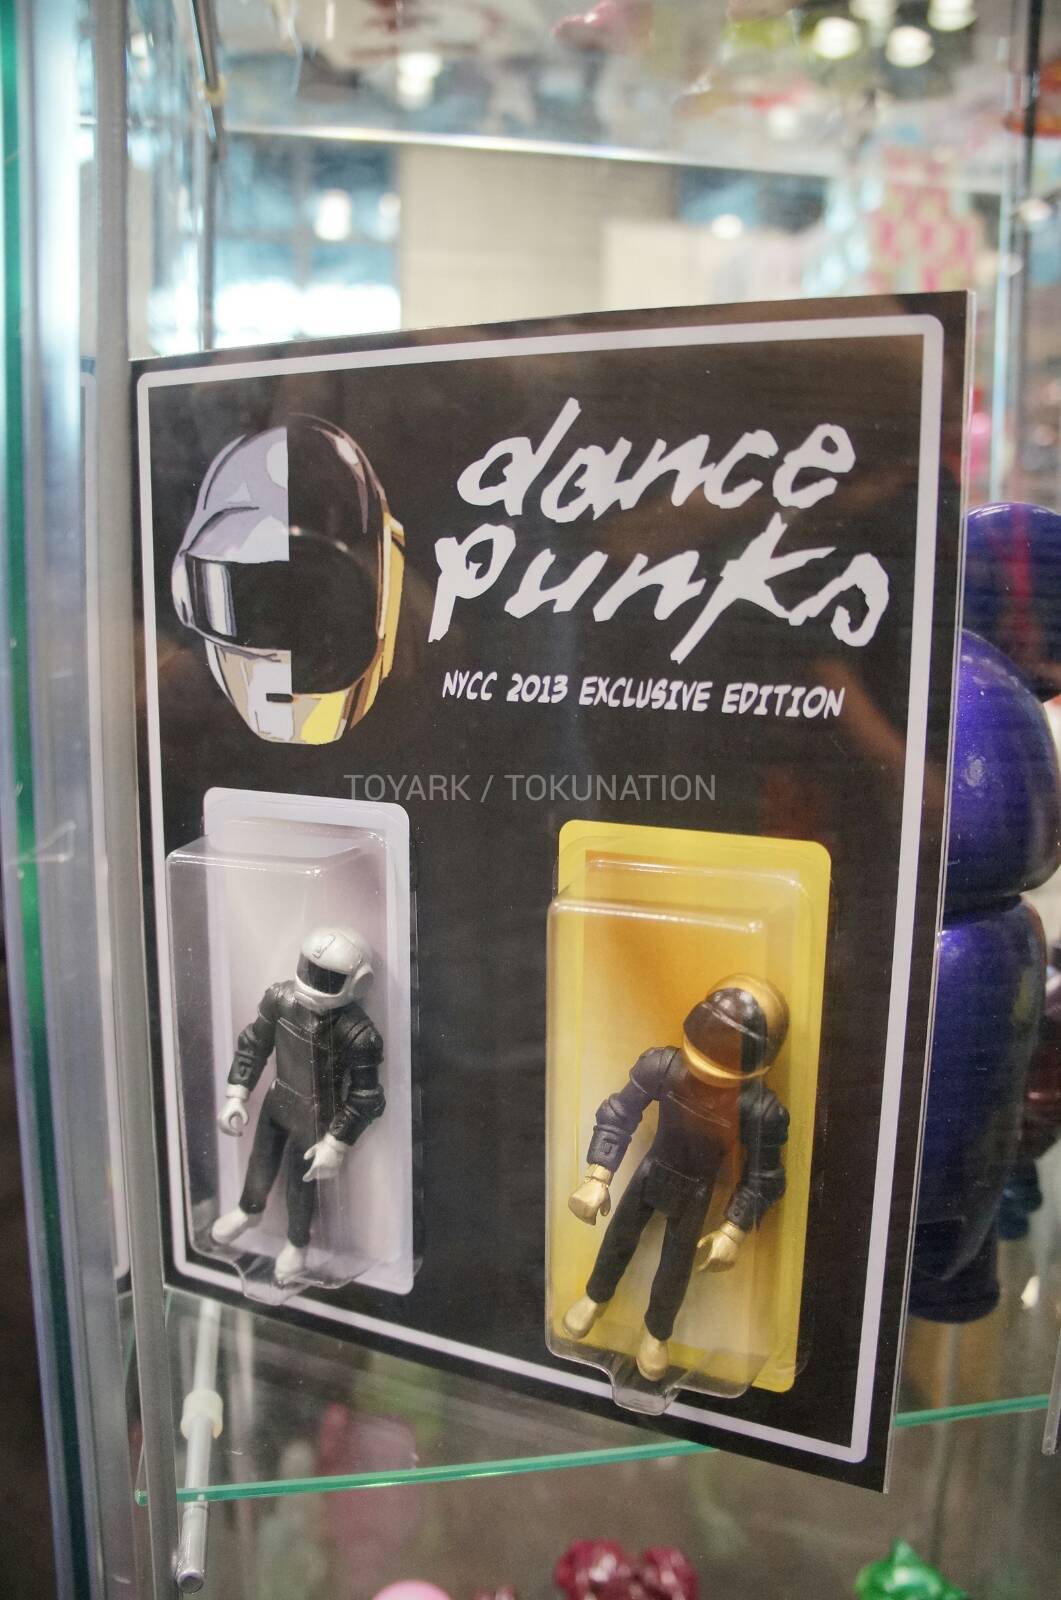 dance
punks
NYCC 2013 EXCLUSIVE EDITION
TOYARK / TOKUNATION